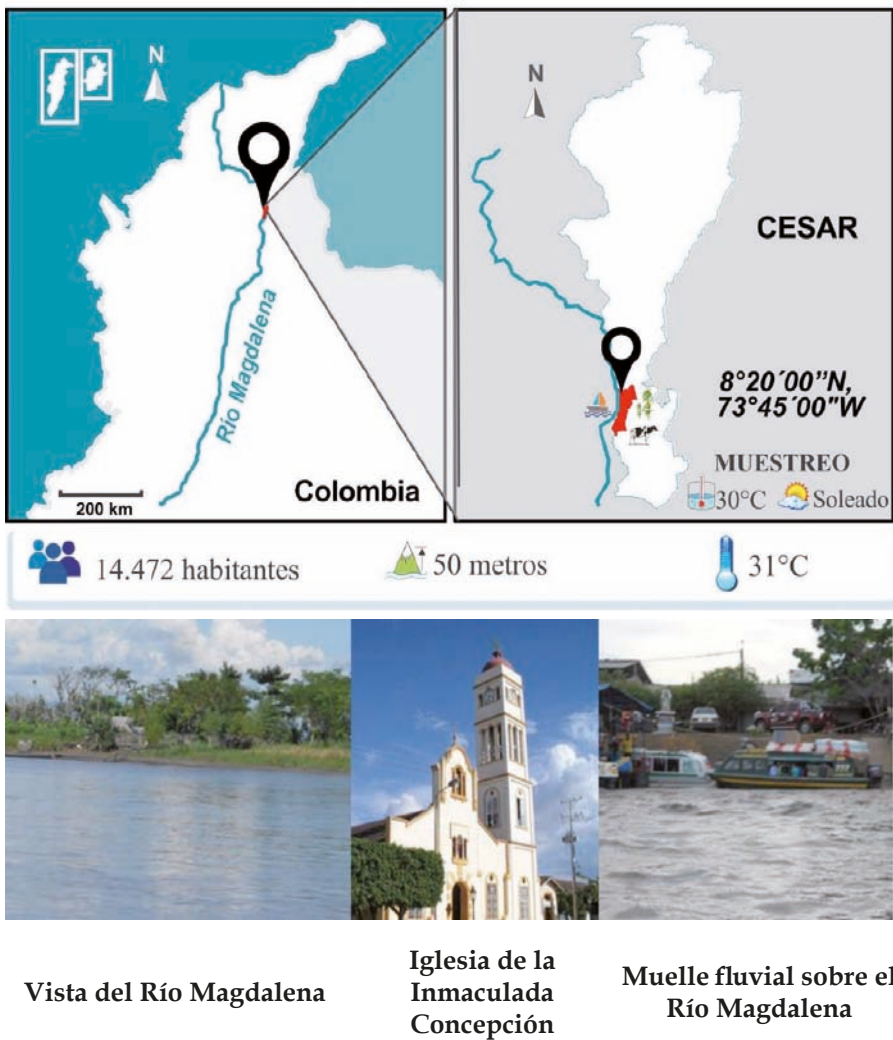 N
Río Magdalena
200 km
Colombia
N
CESAR
8°20´00”N,
73°45´00"W
MUESTREO
30°C
Soleado
14.472 habitantes
50 metros
31°C
Vista del Río Magdalena
Iglesia de la
Inmaculada
Concepción
Muelle fluvial sobre el
Río Magdalena